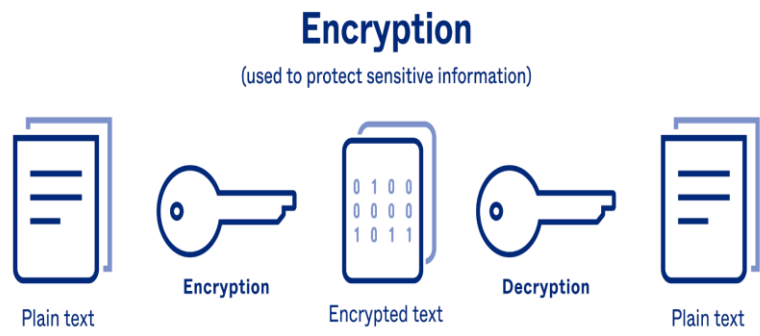 Encryption
(used to protect sensitive information)
0 1 0 0
0 0 0 0
1 0 1 1
Encryption
Decryption
Plain text
Encrypted text
Plain text